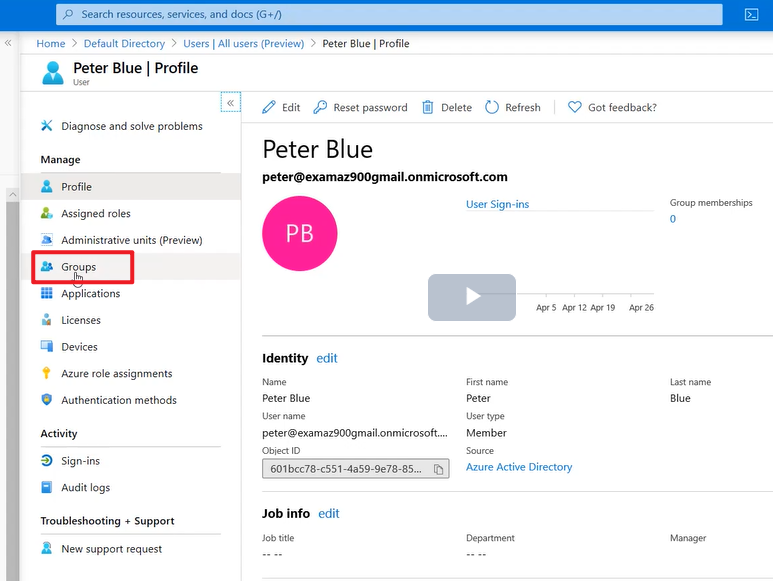 Search resources, services, and docs (G+/)
Home > Default Directory > Users | All users (Preview) > Peter Blue | Profile
Peter Blue | Profile
User
Diagnose and solve problems
Manage
Profile
Assigned roles
Administrative units (Preview)
Groups
Applications
Licenses
Devices
Azure role assignments
Authentication methods
Activity
Sign-ins
Audit logs
Troubleshooting + Support
New support request
Edit Reset password Delete Refresh Got feedback?
Peter Blue
peter@examaz900gmail.onmicrosoft.com
PB
User Sign-ins
Group memberships
0
Apr 5 Apr 12 Apr 19 Apr 26
Identity edit
Name First name Last name
Peter Blue Peter Blue
User name User type
peter@examaz900gmail.onmicrosoft.... Member
Object ID Source
601bcc78-c551-4a59-9e78-85... Azure Active Directory
Job info edit
Job title Department Manager
-- -- -- --